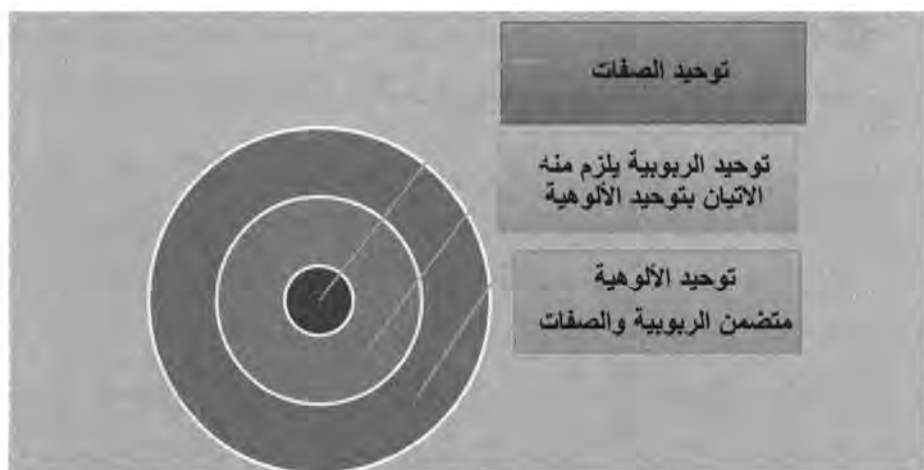 توحيد الصفات
توحيد الربوبية يلزم منه
الاتيان بتوحيد الألوهية
توحيد الألوهية
متضمن الربوبية والصفات